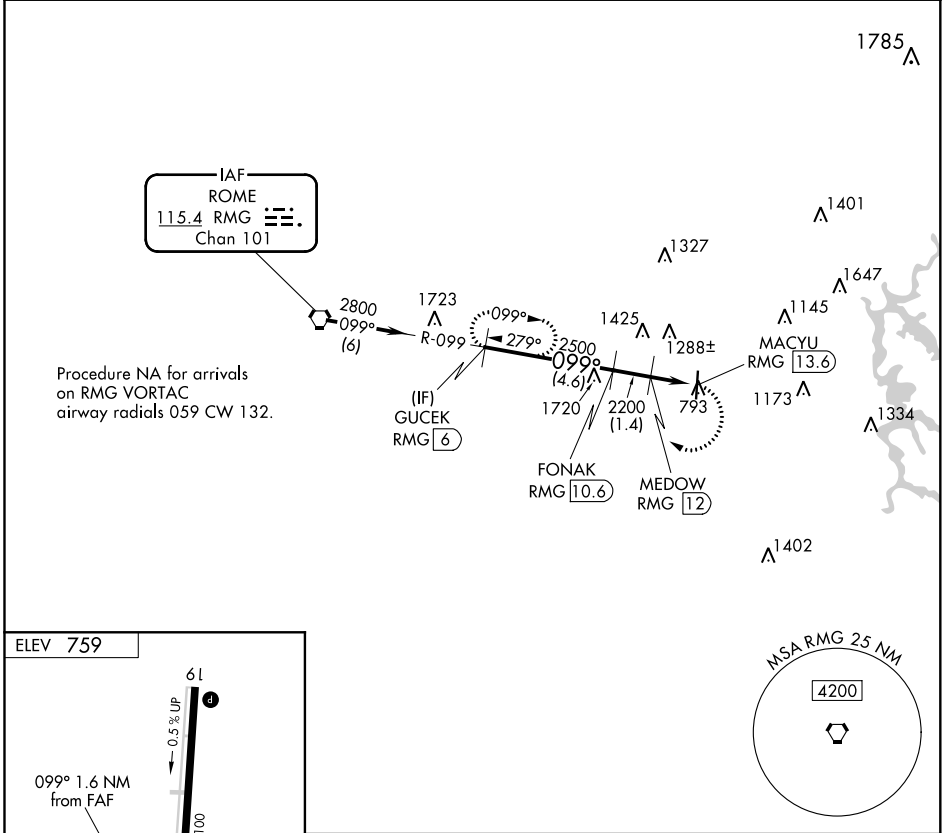 1785
IAF
ROME
115.4 RMG
Chan 101
1401
1327
1647
2800
099°
(6)
1723
R-099
099°
279°
2500
099°
(4.6)
1425
1288±
1145
MACYU
RMG 13.6
Procedure NA for arrivals
on RMG VORTAC
airway radials 059 CW 132.
(IF)
GUCEK
RMG 6
1720
2200
(1.4)
793
1173
1334
FONAK
RMG 10.6
MEDOW
RMG 12
1402
ELEV 759
MSA RMG 25 NM
4200
19
P
0.5% UP
099° 1.6 NM
from FAF
100